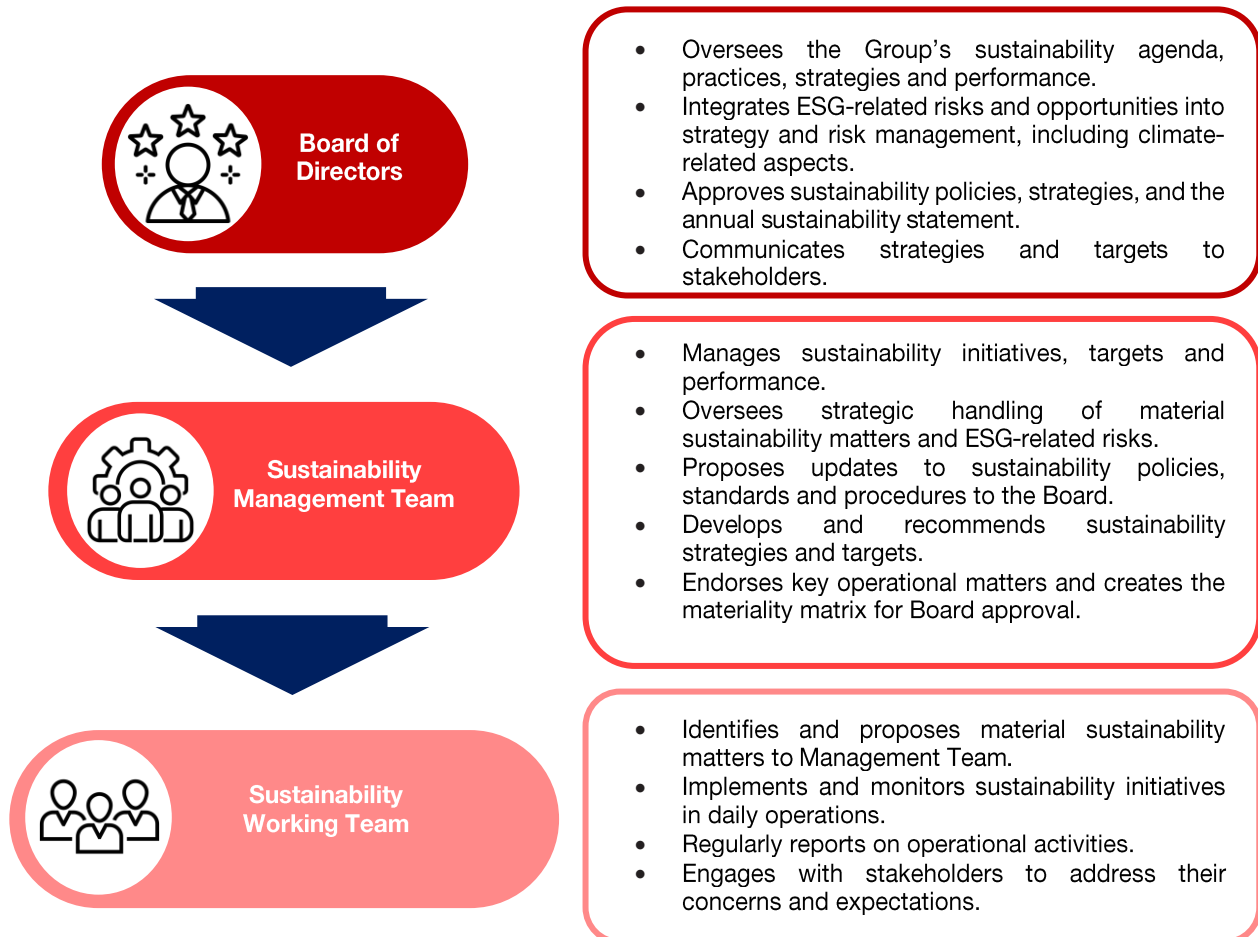 Board of
Directors
• Oversees the Group's sustainability agenda,
practices, strategies and performance.
• Integrates ESG-related risks and opportunities into
strategy and risk management, including climate-
related aspects.
• Approves sustainability policies, strategies, and the
annual sustainability statement.
• Communicates strategies and targets to
stakeholders.
Sustainability
Management Team
• Manages sustainability initiatives, targets and
performance.
• Oversees strategic handling of material
sustainability matters and ESG-related risks.
• Proposes updates to sustainability policies,
standards and procedures to the Board.
• Develops and recommends sustainability
strategies and targets.
• Endorses key operational matters and creates the
materiality matrix for Board approval.
Sustainability
Working Team
• Identifies and proposes material sustainability
matters to Management Team.
• Implements and monitors sustainability initiatives
in daily operations.
• Regularly reports on operational activities.
• Engages with stakeholders to address their
concerns and expectations.